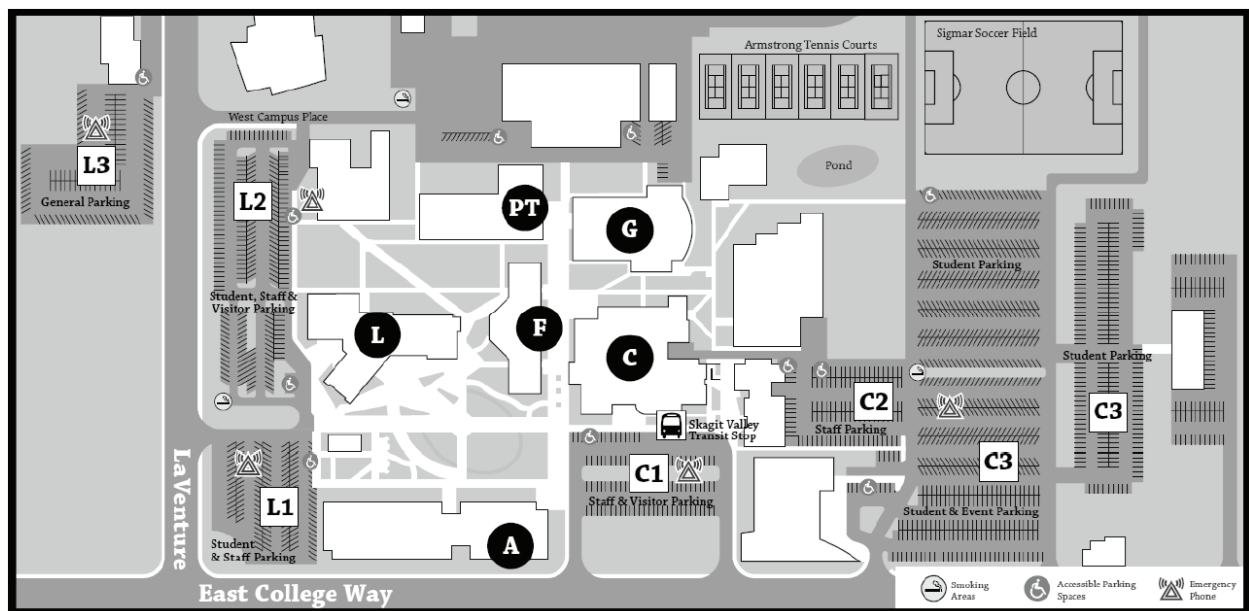 Armstrong Tennis Courts
Sigmar Soccer Field
West Campus Place
L3
General Parking
L2
PT
G
Pond
Student Parking
Student, Staff &
Visitor Parking
L
F
C
Student Parking
C2
Staff Parking
C3
Skagit Valley
Transit Stop
C1
Staff & Visitor Parking
C3
Student & Event Parking
LaVenture
L1
Student
& Staff Parking
A
East College Way
Smoking
Areas
Accessible Parking
Spaces
Emergency
Phone